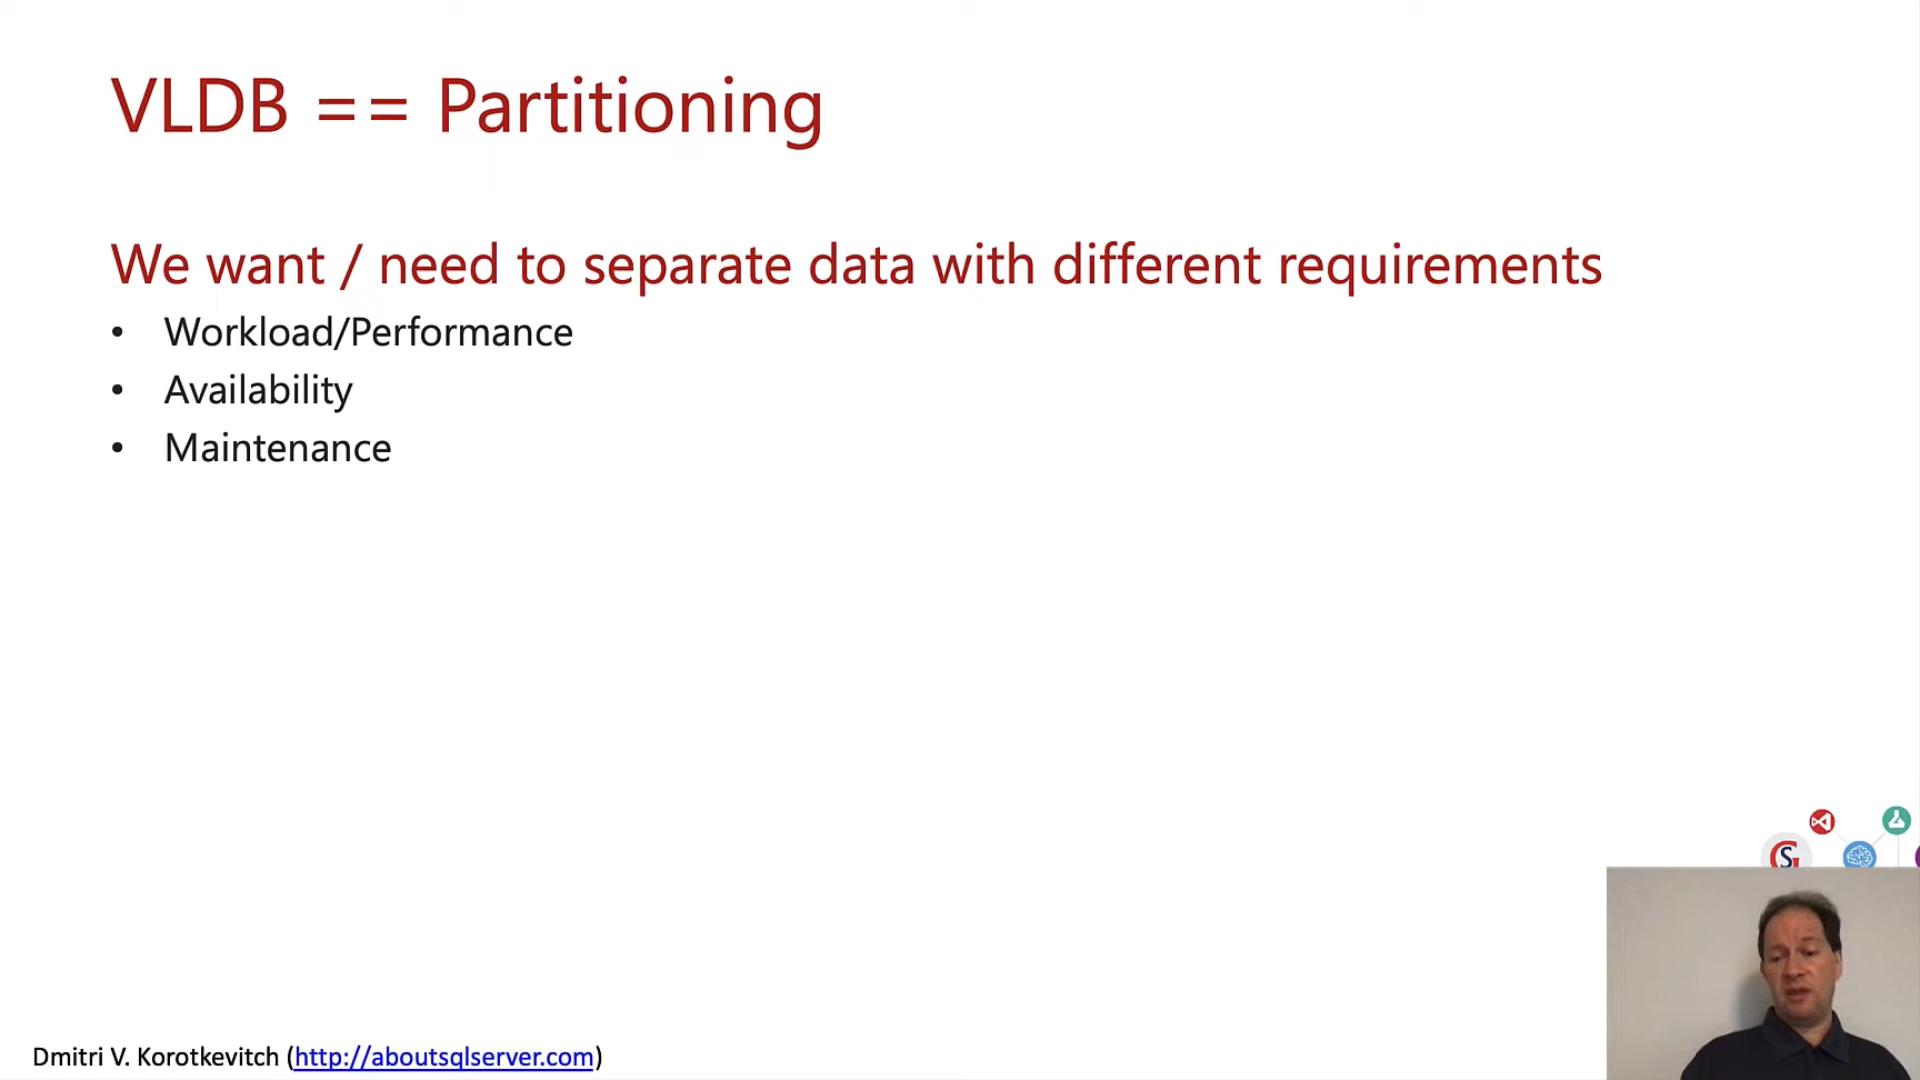 VLDB == Partitioning
We want / need to separate data with different requirements
• Workload/Performance
• Availability
• Maintenance
Dmitri V. Korotkevitch (http://aboutsqlserver.com)